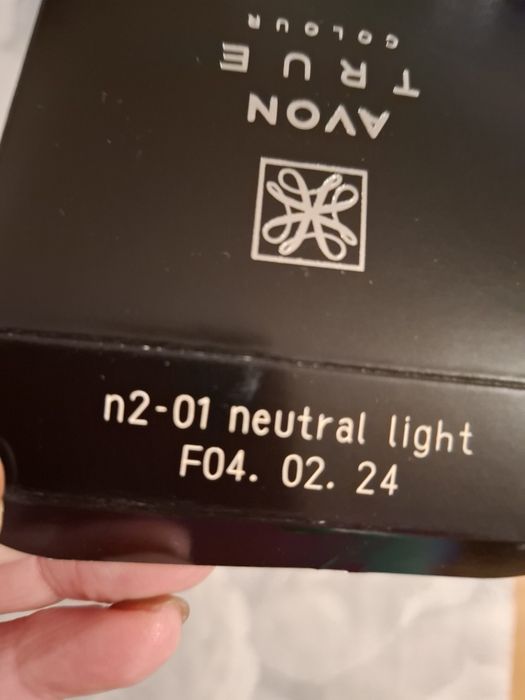 AVON
TRUE
COLOUR
n2-01 neutral light
F04. 02. 24